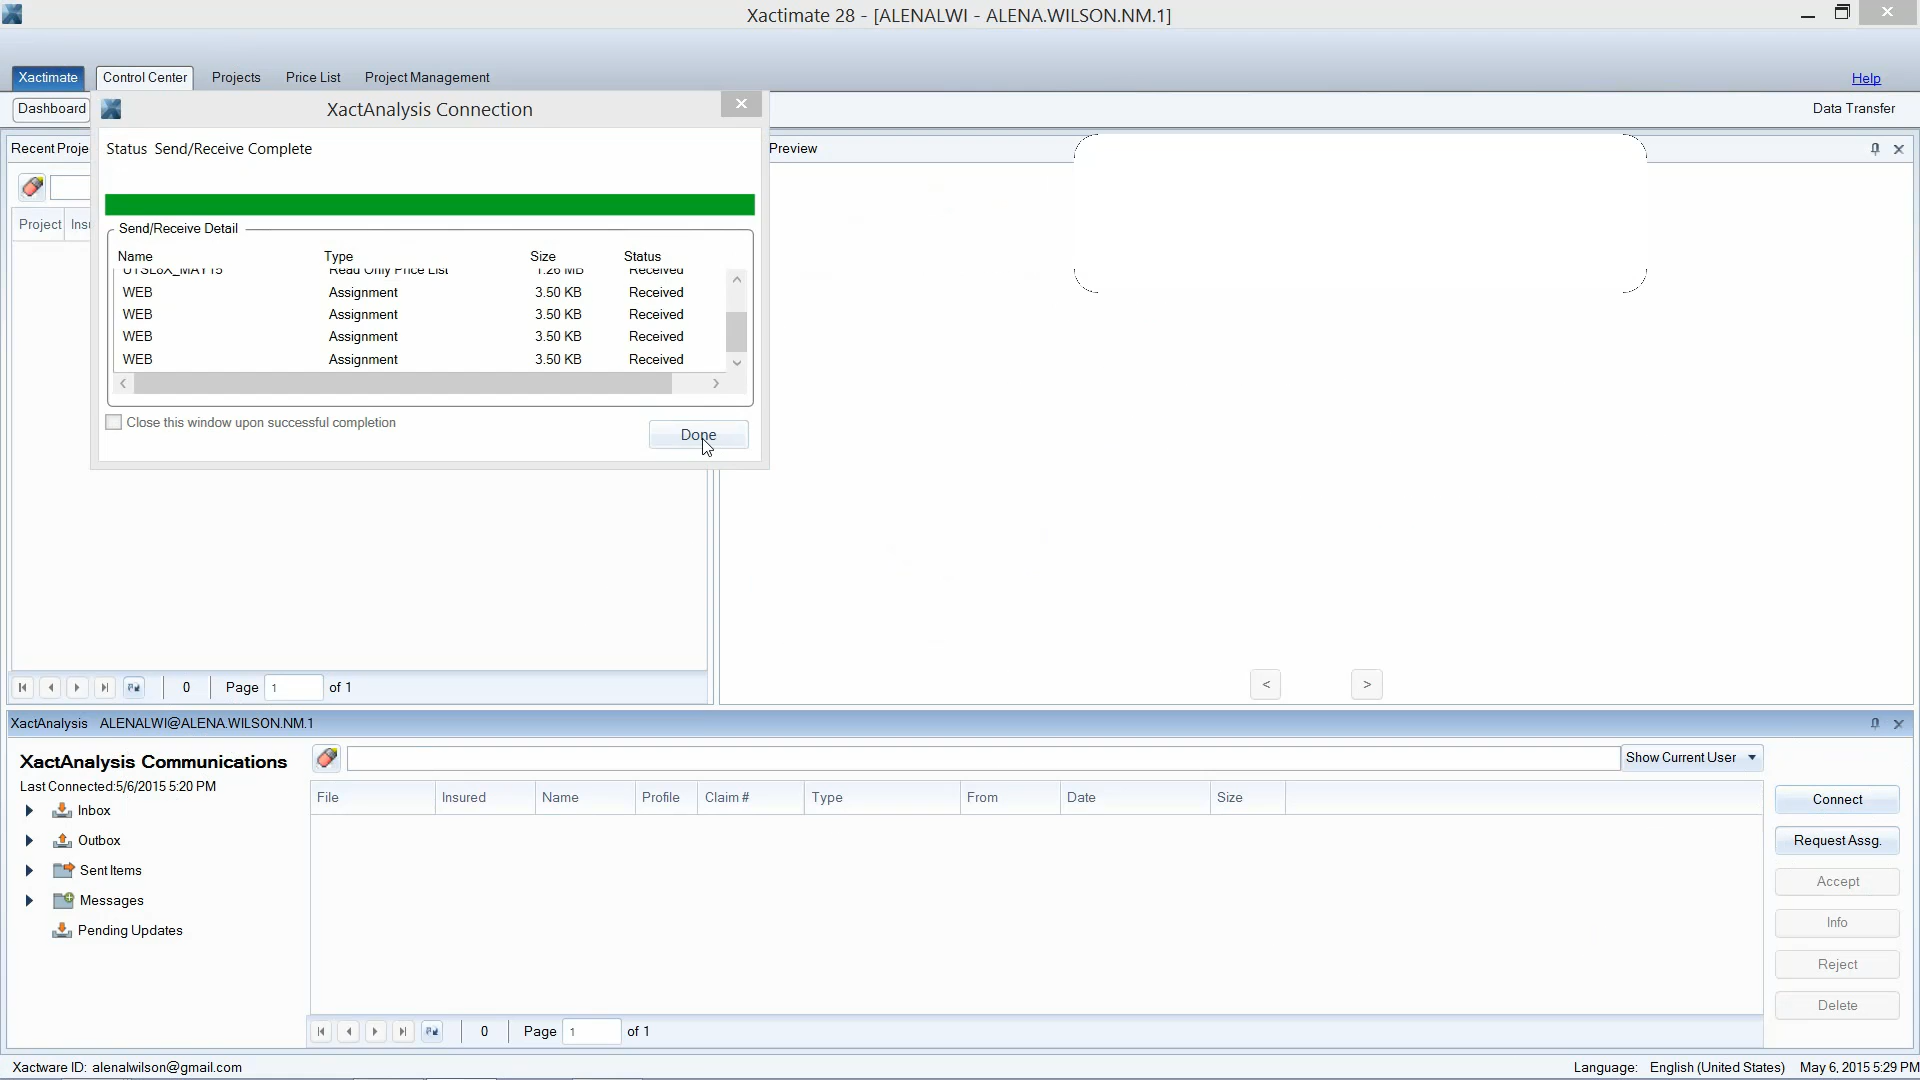 Xactimate 28 - [ALENALWI - ALENA.WILSON.NM.1]
Xactimate Control Center Projects Price List Project Management Help
Dashboard Data Transfer
XactAnalysis Connection
Recent Proje Preview
Status Send/Receive Complete
Project Insu
Send/Receive Detail
Name Type Size Status
UTSL8X_MAY15 Read Only Price List 1.26 MB Received
WEB Assignment 3.50 KB Received
WEB Assignment 3.50 KB Received
WEB Assignment 3.50 KB Received
WEB Assignment 3.50 KB Received
Close this window upon successful completion
Done
0 Page 1 of 1
< >
XactAnalysis ALENALWI@ALENA.WILSON.NM.1
XactAnalysis Communications
Last Connected:5/6/2015 5:20 PM
Inbox
Outbox
Sent Items
Messages
Pending Updates
Show Current User
File Insured Name Profile Claim # Type From Date Size
Connect
Request Assg.
Accept
Info
Reject
Delete
0 Page 1 of 1
Xactware ID: alenalwilson@gmail.com Language: English (United States) May 6, 2015 5:29 PM